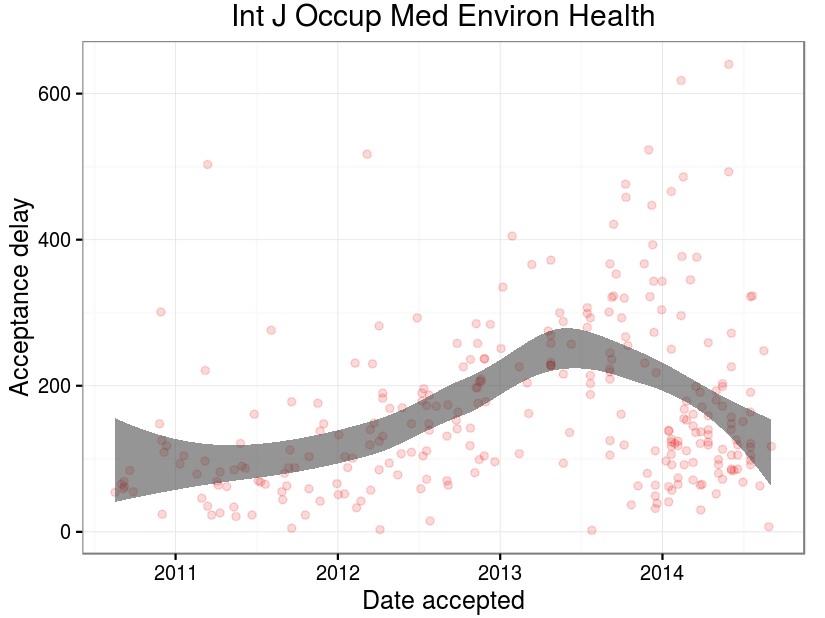 Int J Occup Med Environ Health
Acceptance delay
600
400
200
0
2011 2012 2013 2014
Date accepted